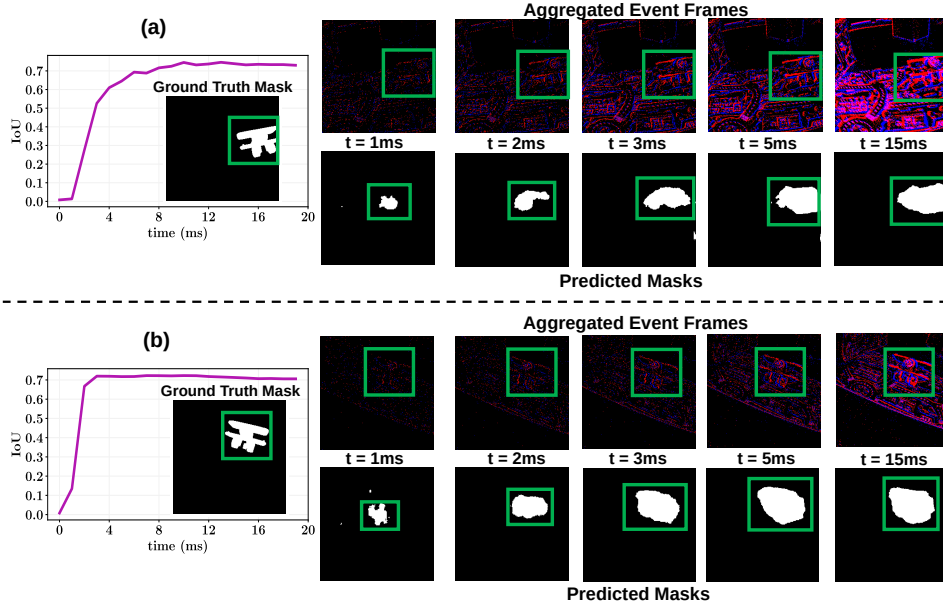 (a)
Aggregated Event Frames
0.7
0.6
0.5
0.4
0.3
0.2
0.1
0.0
IoU
Ground Truth Mask
0 4 8 12 16 20
time (ms)
t = 1ms t = 2ms t = 3ms t = 5ms t = 15ms
Predicted Masks
(b)
Aggregated Event Frames
0.7
0.6
0.5
0.4
0.3
0.2
0.1
0.0
IoU
Ground Truth Mask
0 4 8 12 16 20
time (ms)
t = 1ms t = 2ms t = 3ms t = 5ms t = 15ms
Predicted Masks